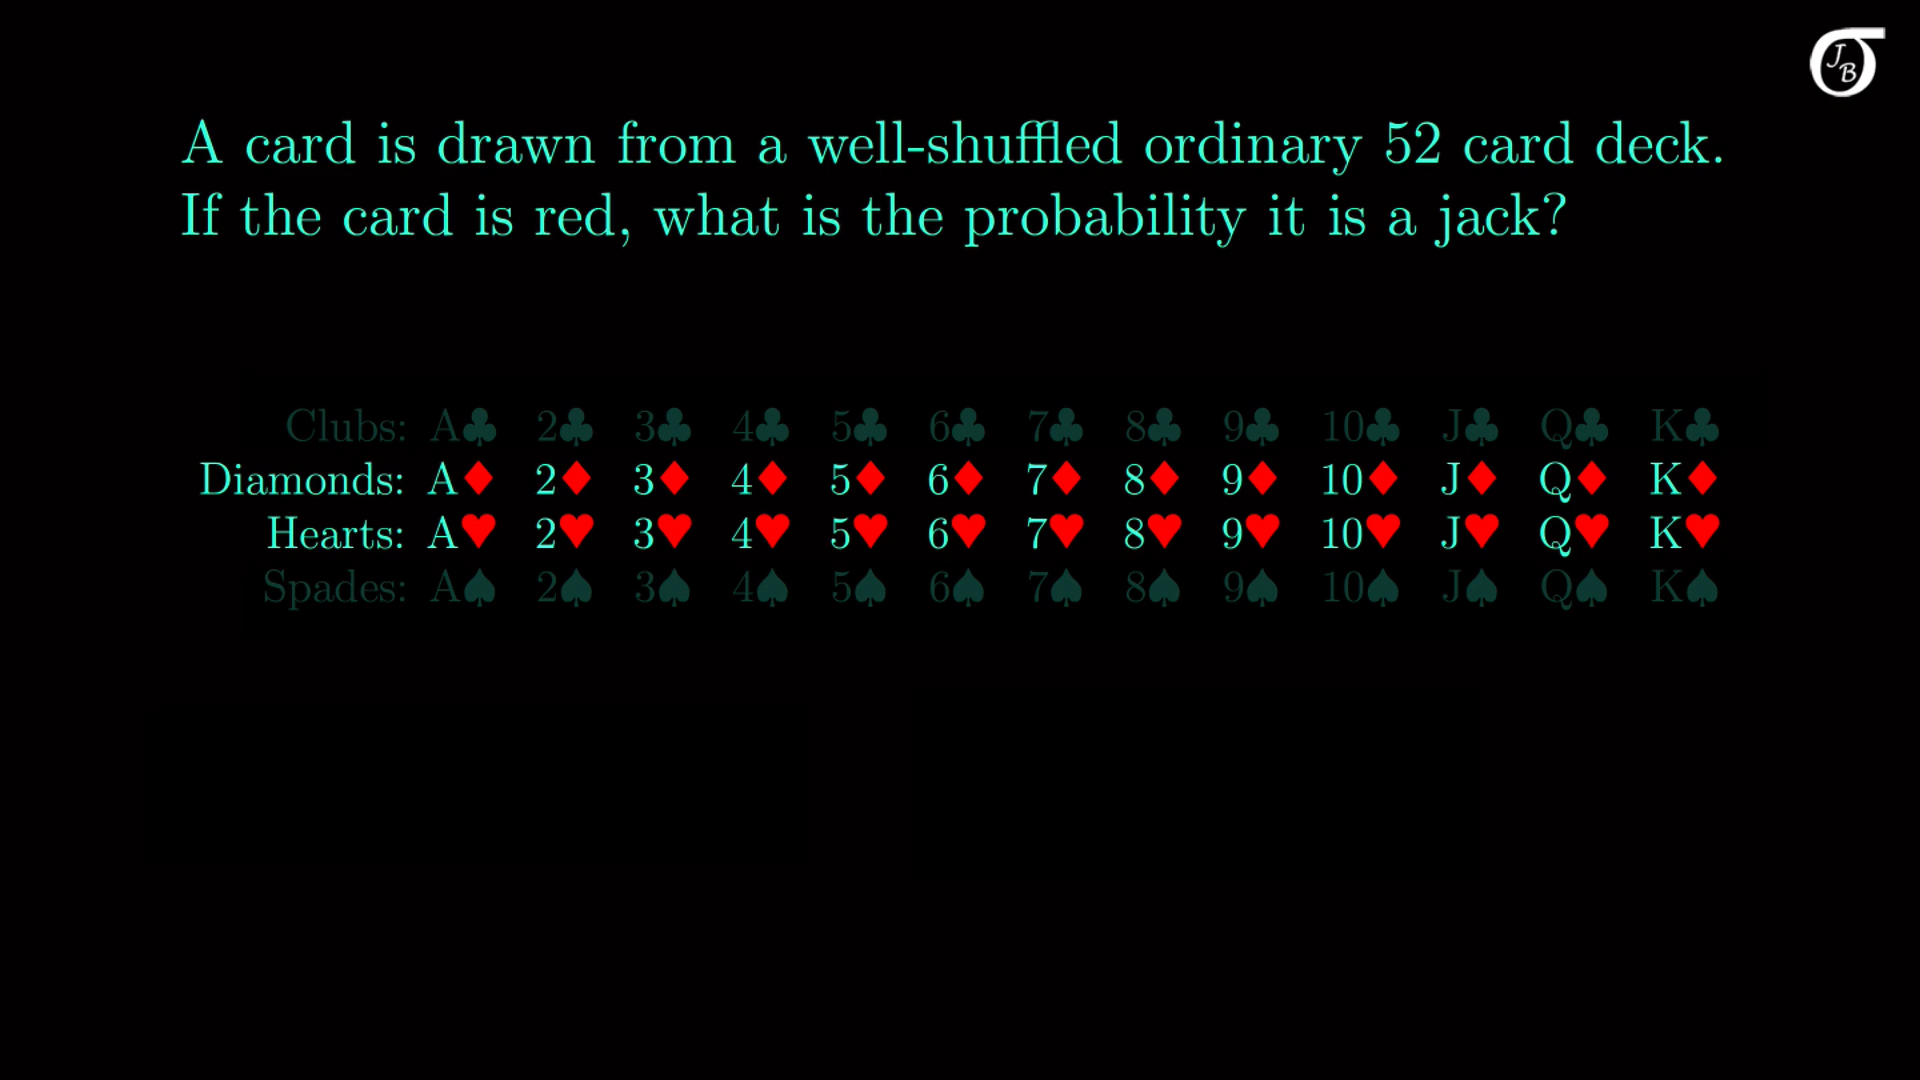 J B
A card is drawn from a well-shuffled ordinary 52 card deck.
If the card is red, what is the probability it is a jack?
Clubs: A♣ 2♣ 3♣ 4♣ 5♣ 6♣ 7♣ 8♣ 9♣ 10♣ J♣ Q♣ K♣
Diamonds: A♦ 2♦ 3♦ 4♦ 5♦ 6♦ 7♦ 8♦ 9♦ 10♦ J♦ Q♦ K♦
Hearts: A♥ 2♥ 3♥ 4♥ 5♥ 6♥ 7♥ 8♥ 9♥ 10♥ J♥ Q♥ K♥
Spades: A♠ 2♠ 3♠ 4♠ 5♠ 6♠ 7♠ 8♠ 9♠ 10♠ J♠ Q♠ K♠